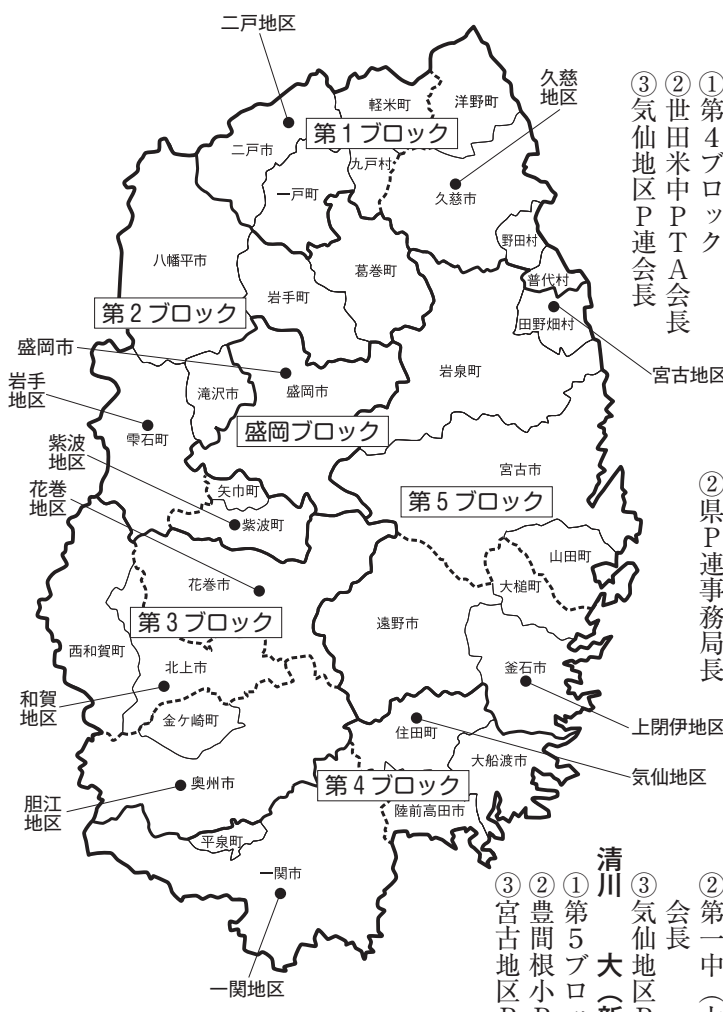 ①第4ブロック
②世田米中PTA会長
③気仙地区P連会長
②県P連事務局長
二戸地区
久慈
地区
軽米町
洋野町
第1ブロック
二戸市
九戸村
一戸町
久慈市
野田村
普代村
田野畑村
八幡平市
葛巻町
岩手町
第2ブロック
宮古地区
盛岡市
岩泉町
岩手
地区
滝沢市
盛岡市
雫石町
盛岡ブロック
紫波
地区
宮古市
矢巾町
花巻
地区
第5ブロック
紫波町
山田町
花巻市
大槌町
第3ブロック
遠野市
西和賀町
北上市
釜石市
和賀
地区
金ケ崎町
上閉伊地区
住田町
大船渡市
気仙地区
奥州市
第4ブロック
胆江
地区
陸前高田市
平泉町
一関市
一関地区
②第一中（
会長
③気仙地区
清川 大（
①第5ブロ
②豊間根小
③宮古地区